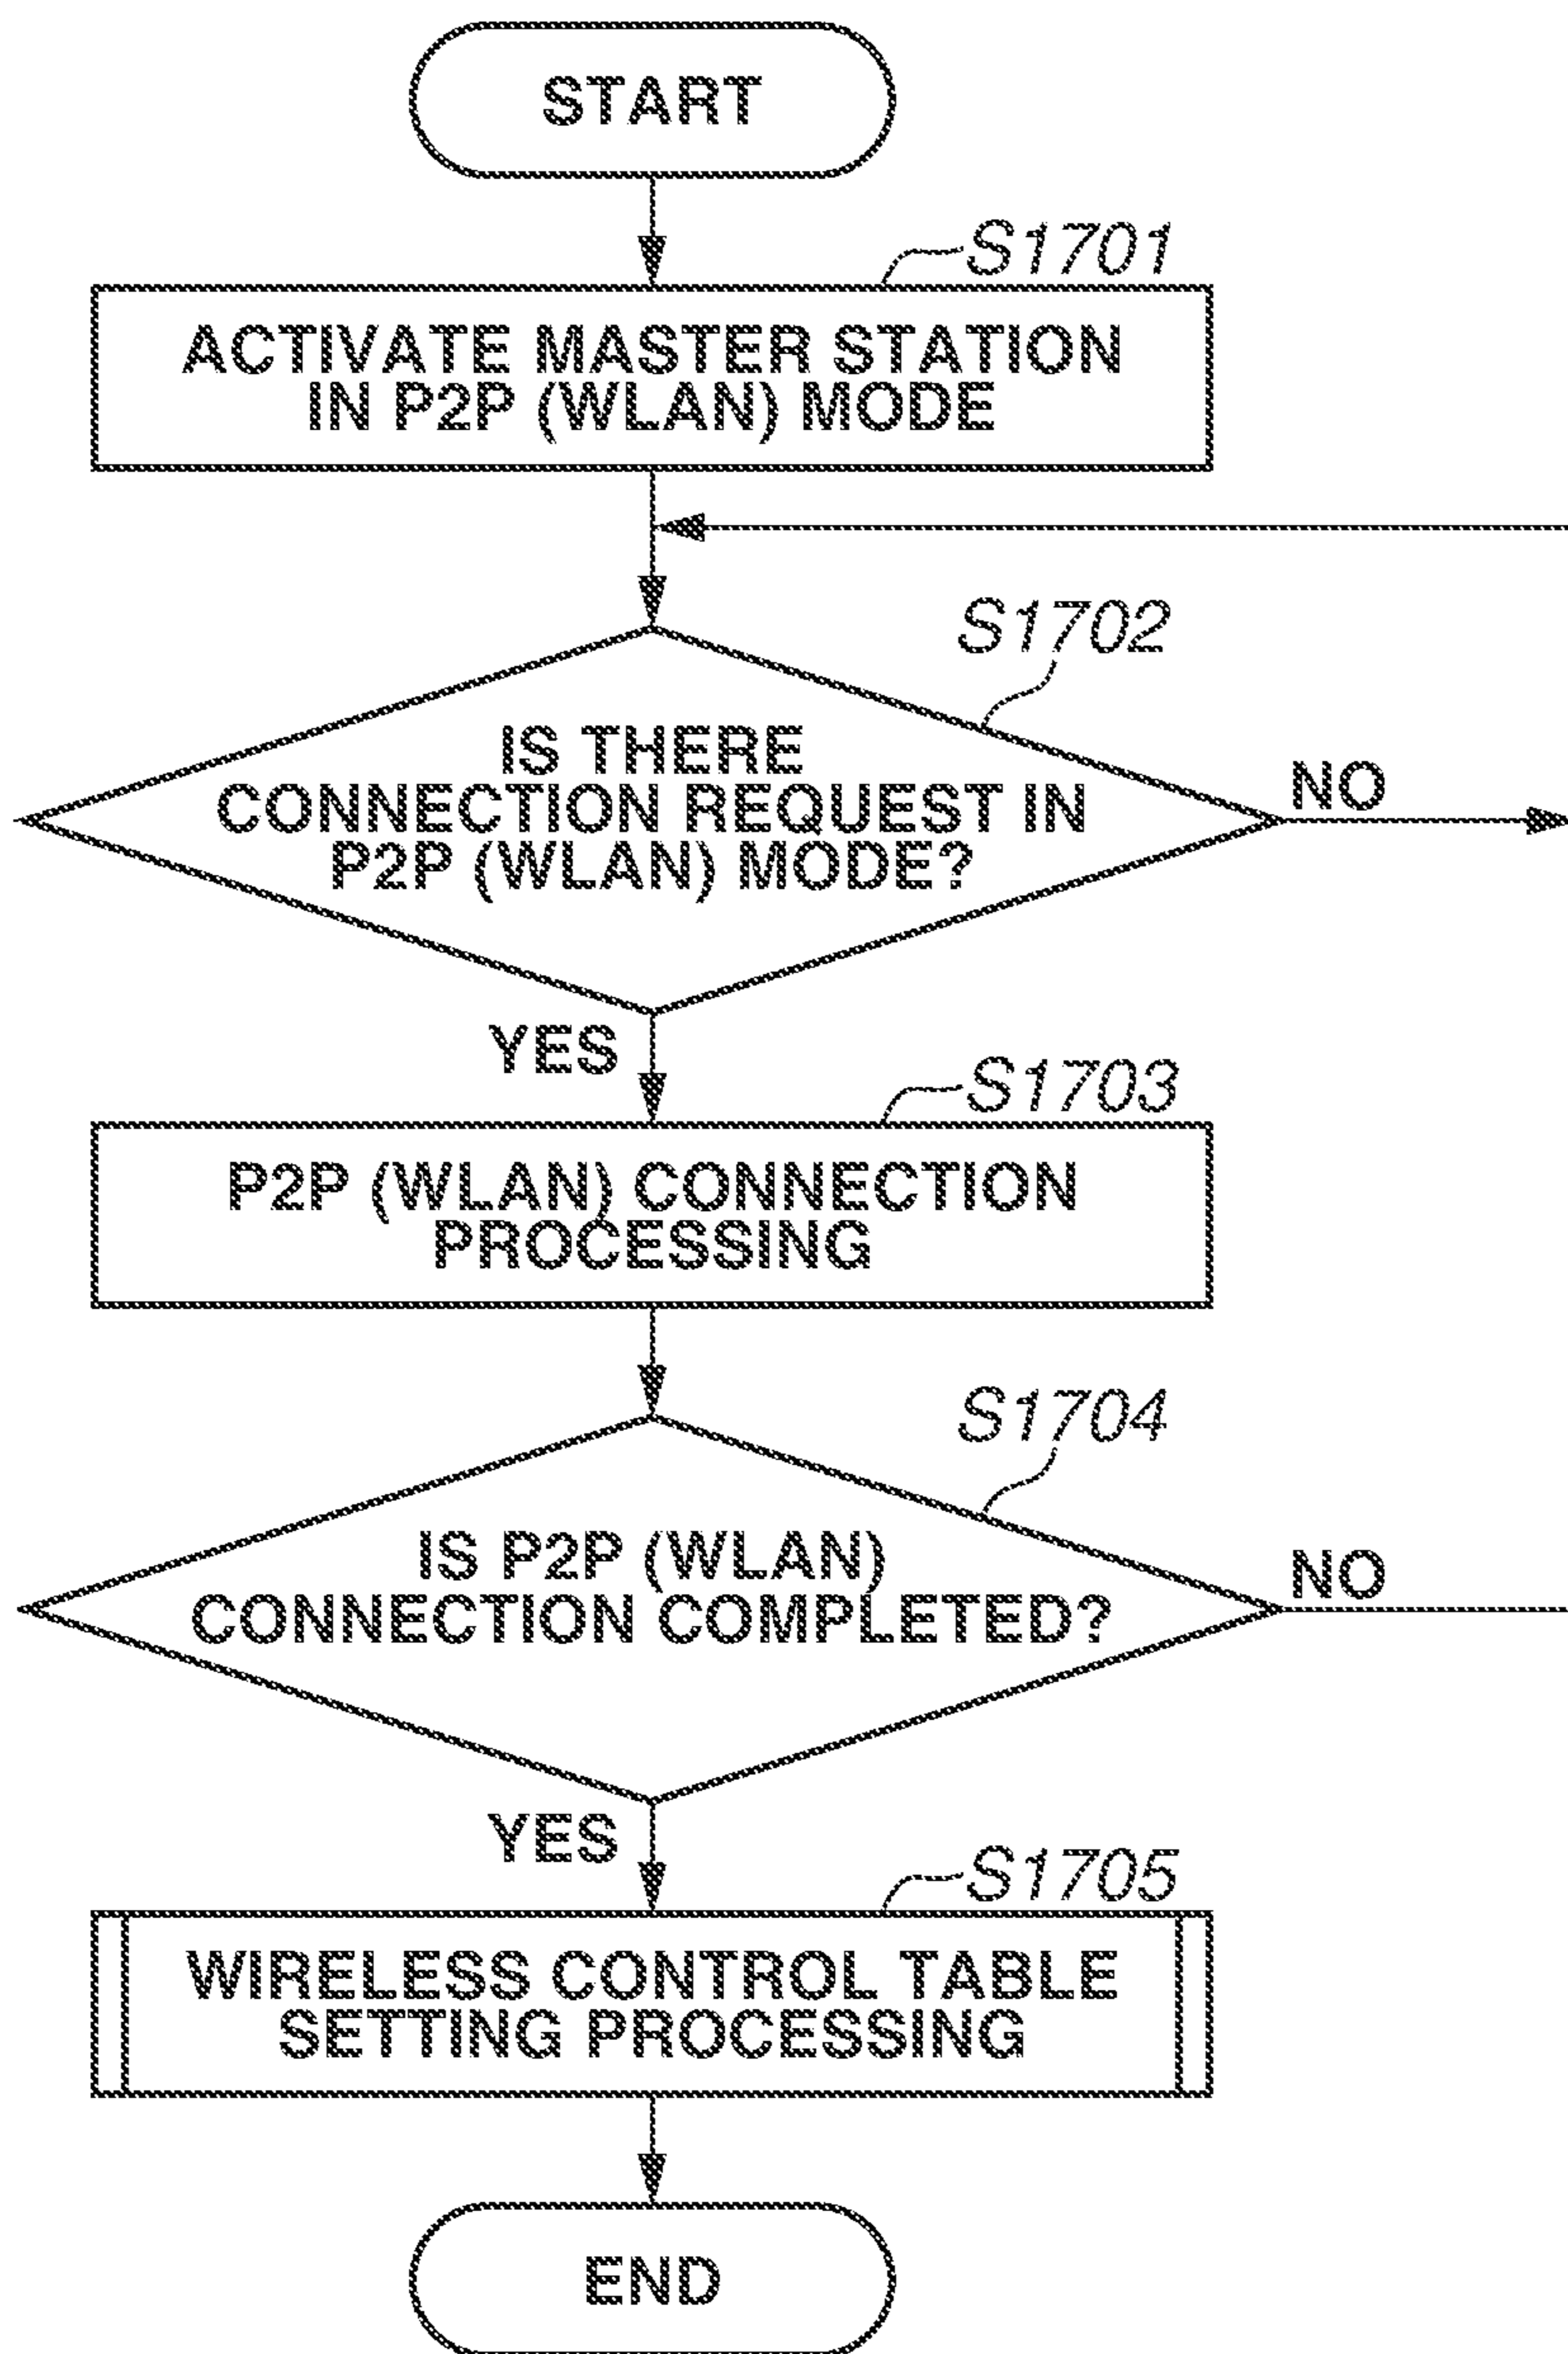 START
S1701
ACTIVATE MASTER STATION
IN P2P (WLAN) MODE
S1702
IS THERE
CONNECTION REQUEST IN
P2P (WLAN) MODE?
NO
YES
S1703
P2P (WLAN) CONNECTION
PROCESSING
S1704
IS P2P (WLAN)
CONNECTION COMPLETED?
NO
YES
S1705
WIRELESS CONTROL TABLE
SETTING PROCESSING
END